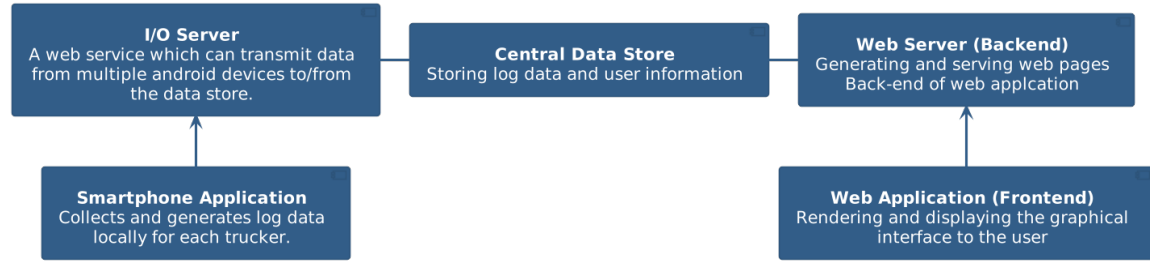 I/O Server
A web service which can transmit data
from multiple android devices to/from
the data store.
Central Data Store
Storing log data and user information
Web Server (Backend)
Generating and serving web pages
Back-end of web applcation
Smartphone Application
Collects and generates log data
locally for each trucker.
Web Application (Frontend)
Rendering and displaying the graphical
interface to the user